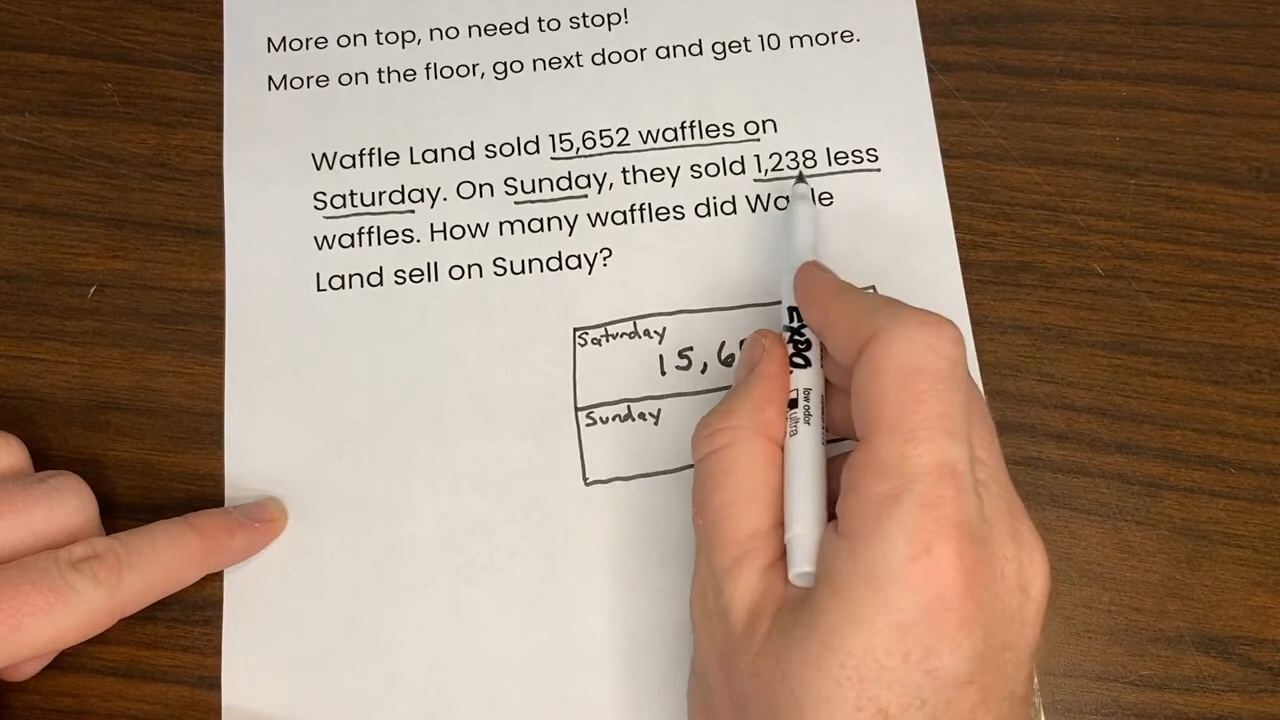 More on top, no need to stop!
More on the floor, go next door and get 10 more.
Waffle Land sold 15,652 waffles on
Saturday. On Sunday, they sold 1,238 less
waffles. How many waffles did
Land sell on Sunday?
Saturday
15,6
Sunday
EXPO
low odor
ultra